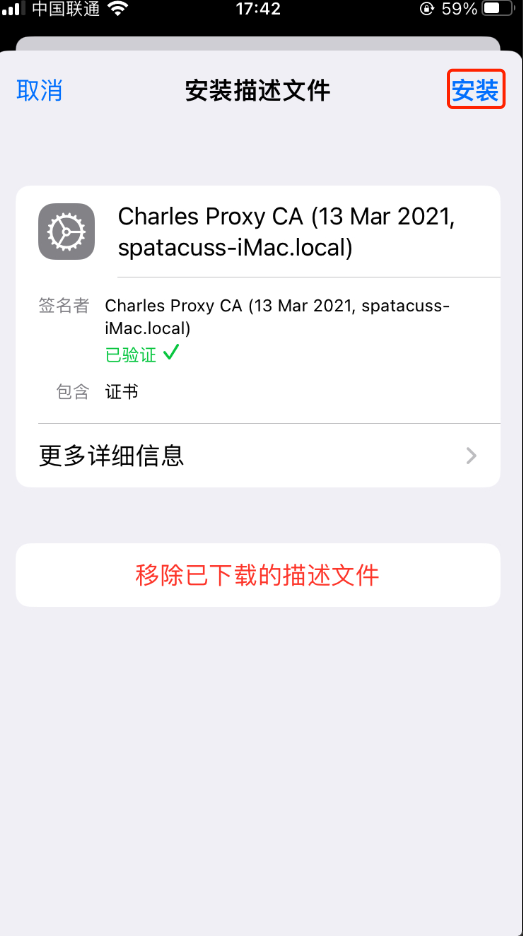 中国联通 17:42 59%
取消 安装描述文件 安装
Charles Proxy CA (13 Mar 2021,
spatacuss-iMac.local)
签名者 Charles Proxy CA (13 Mar 2021, spatacuss-
iMac.local)
已验证
包含 证书
更多详细信息
移除已下载的描述文件